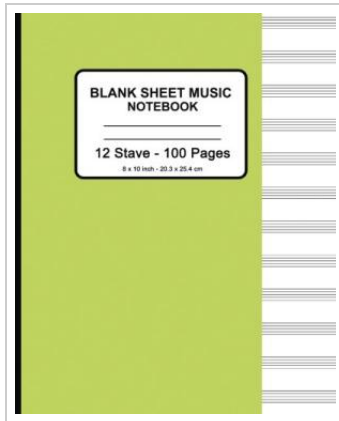 BLANK SHEET MUSIC
NOTEBOOK
12 Stave - 100 Pages
8 x 10 inch - 20.3 x 25.4 cm